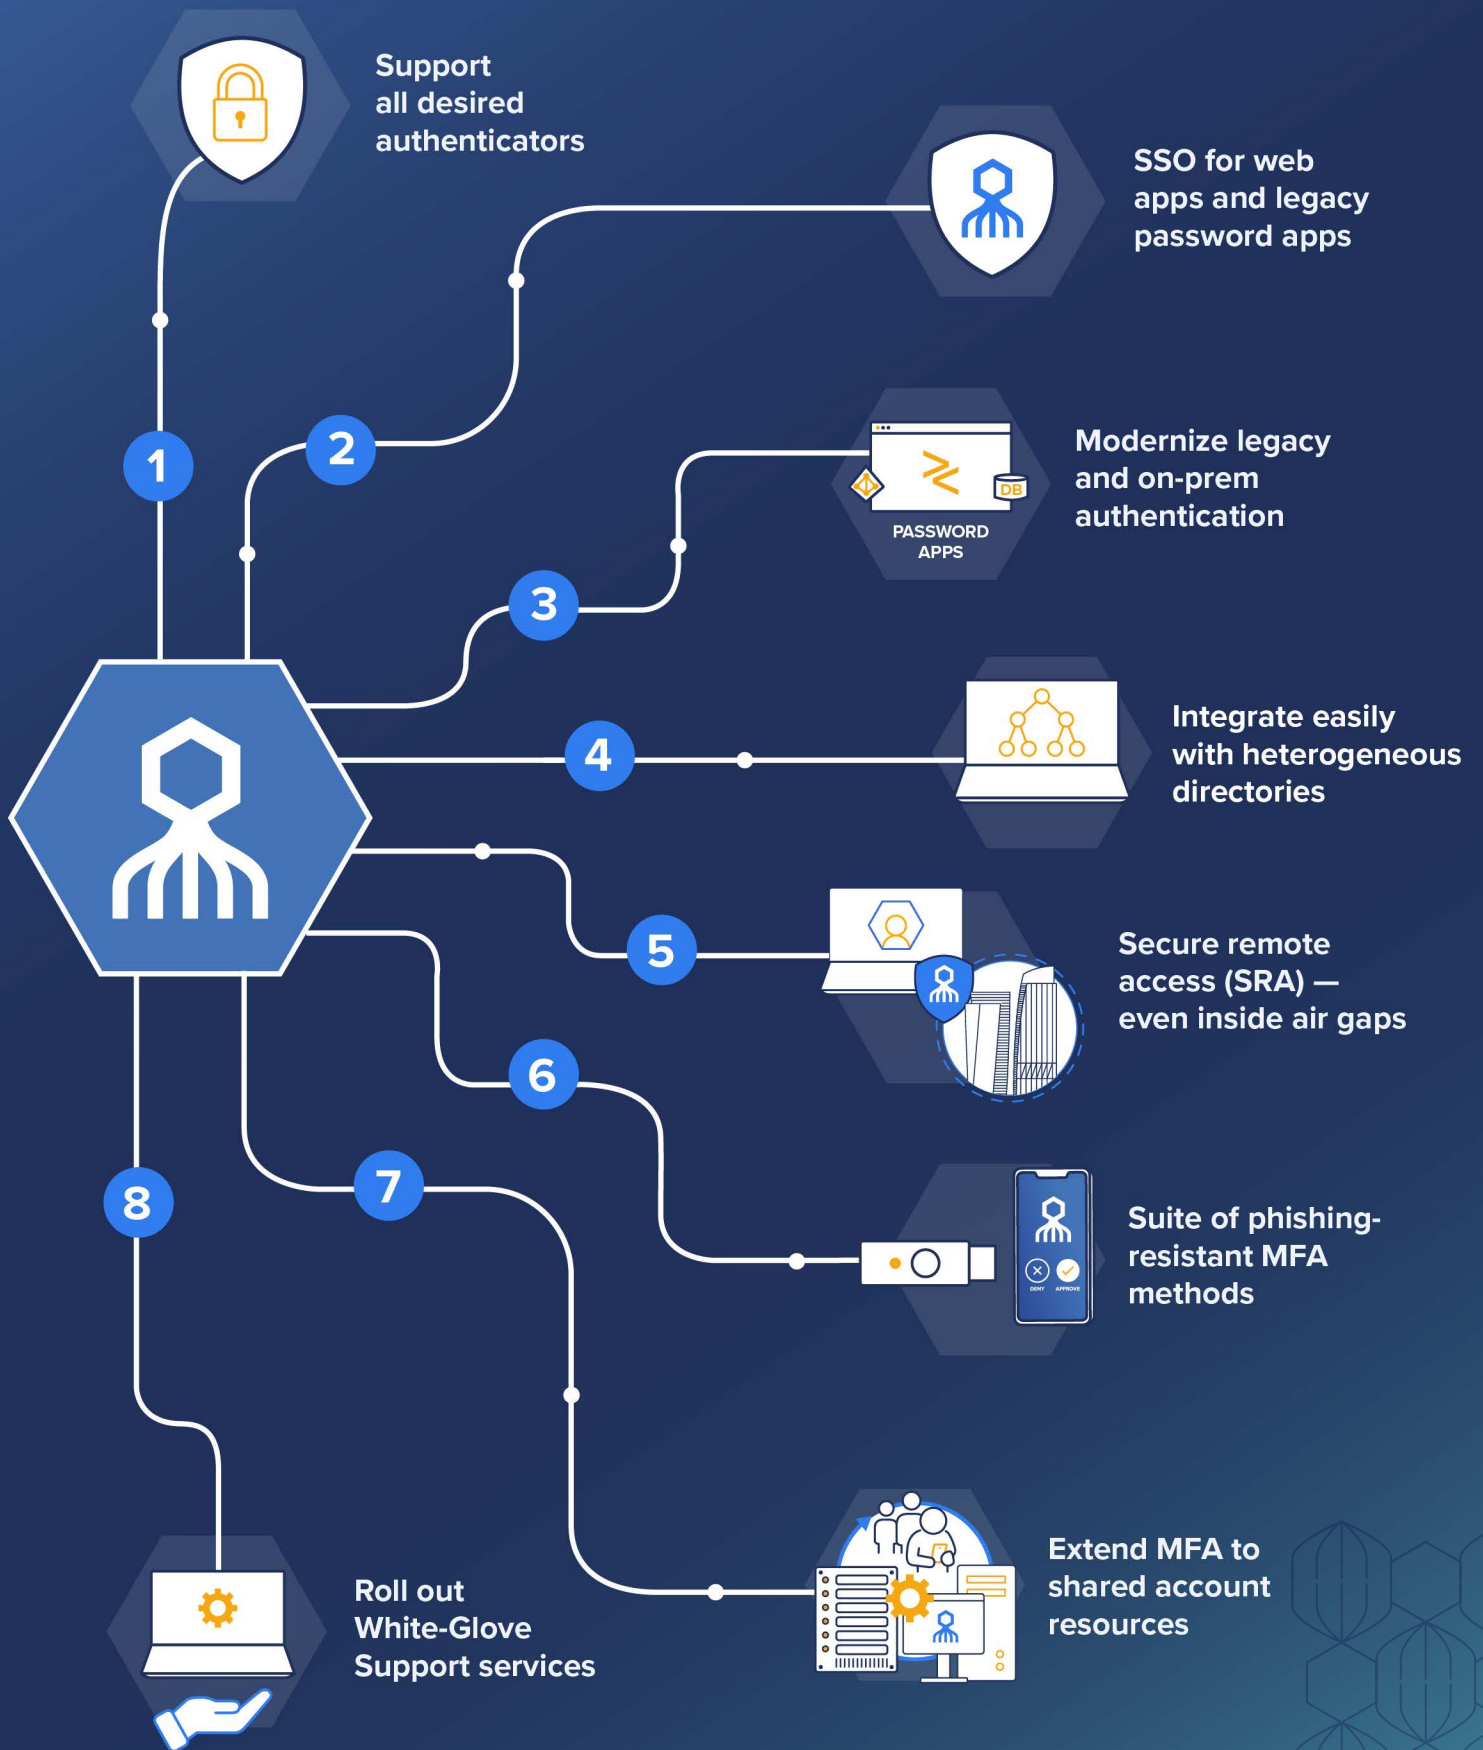 Support
all desired
authenticators
SSO for web
apps and legacy
password apps
1
2
Modernize legacy
and on-prem
authentication
DB
PASSWORD
APPS
3
Integrate easily
with heterogeneous
directories
4
Secure remote
access (SRA) —
even inside air gaps
5
6
Suite of phishing-
resistant MFA
methods
DENY APPROVE
7
8
Extend MFA to
shared account
resources
Roll out
White-Glove
Support services